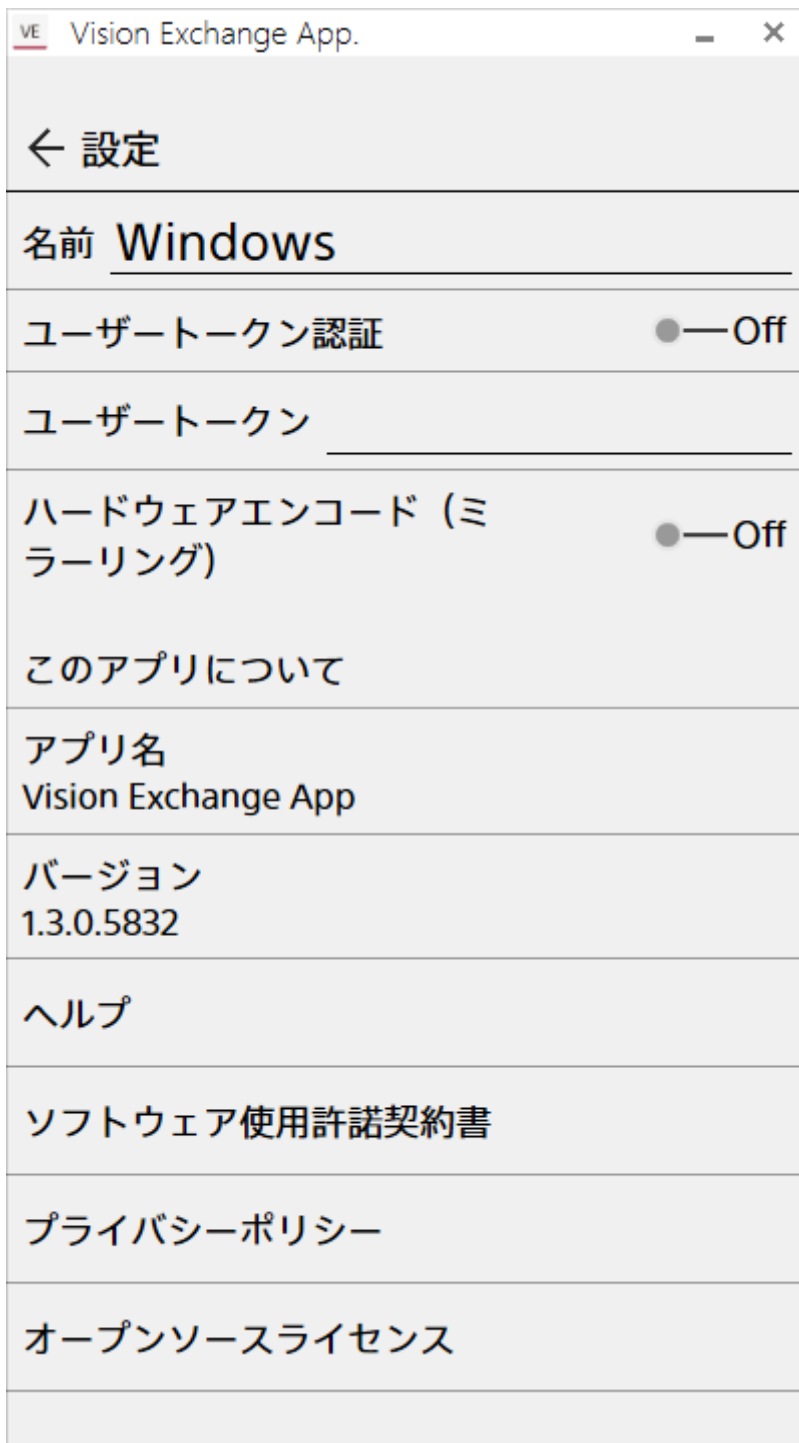 VE Vision Exchange App.
設定
名前 Windows
ユーザートークン認証 Off
ユーザートークン
ハードウェアエンコード（ミ
ラーリング） Off
このアプリについて
アプリ名
Vision Exchange App
バージョン
1.3.0.5832
ヘルプ
ソフトウェア使用許諾契約書
プライバシーポリシー
オープンソースライセンス